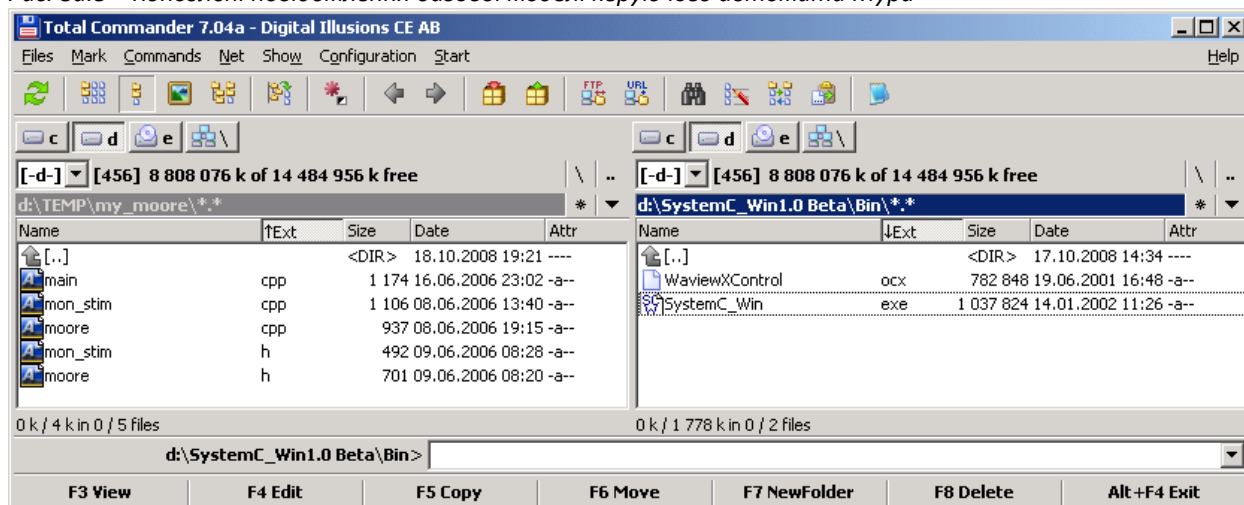 Total Commander 7.04a - Digital Illusions CE AB
Files Mark Commands Net Show Configuration Start Help
FTP URL
c d e \ c d e \
[-d-] [456] 8 808 076 k of 14 484 956 k free \ .. [-d-] [456] 8 808 076 k of 14 484 956 k free \ ..
d:\TEMP\my_moore\*.* * d:\SystemC_Win1.0 Beta\Bin\*.* *
Name ↑Ext Size Date Attr Name ↓Ext Size Date Attr
[..] <DIR> 18.10.2008 19:21 ---- [..] <DIR> 17.10.2008 14:34 ----
main cpp 1 174 16.06.2006 23:02 -a-- WaviewXControl ocx 782 848 19.06.2001 16:48 -a--
mon_stim cpp 1 106 08.06.2006 13:40 -a-- SystemC_Win exe 1 037 824 14.01.2002 11:26 -a--
moore cpp 937 08.06.2006 19:15 -a--
mon_stim h 492 09.06.2006 08:28 -a--
moore h 701 09.06.2006 08:20 -a--
0 k / 4 k in 0 / 5 files 0 k / 1 778 k in 0 / 2 files
d:\SystemC_Win1.0 Beta\Bin>
F3 View F4 Edit F5 Copy F6 Move F7 NewFolder F8 Delete Alt+F4 Exit